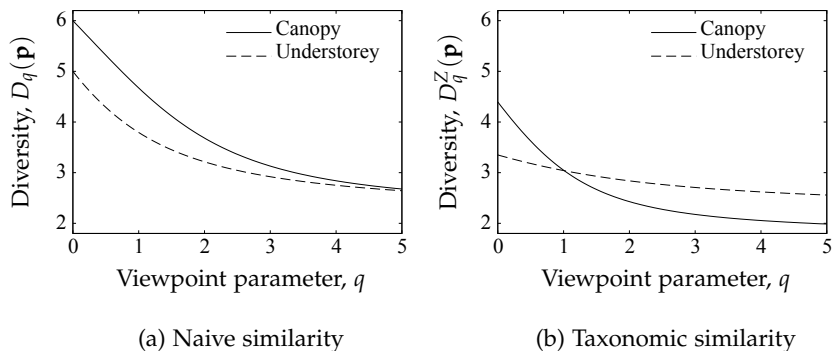 6
5
4
3
2
0 1 2 3 4 5
Diversity, D_q(𝐩)
Viewpoint parameter, q
Canopy
Understorey
(a) Naive similarity
6
5
4
3
2
0 1 2 3 4 5
Diversity, D_q^Z(𝐩)
Viewpoint parameter, q
Canopy
Understorey
(b) Taxonomic similarity